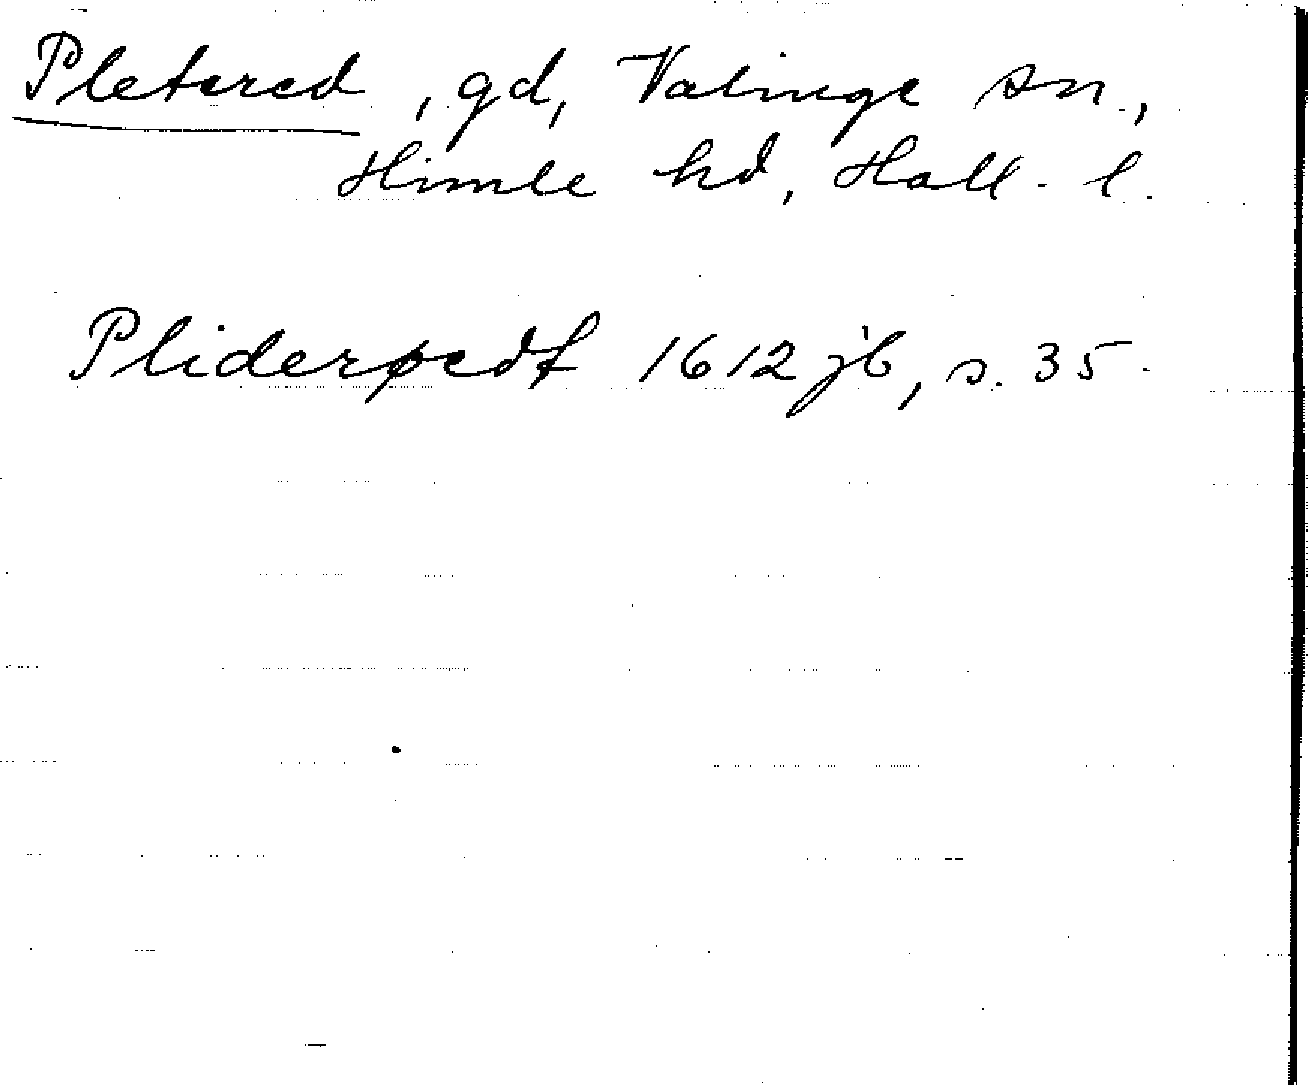 Pletered, gd, Valinge sn.,
Himle hd, Hall. l.
Pliderpedt 1612 jb, s. 35.